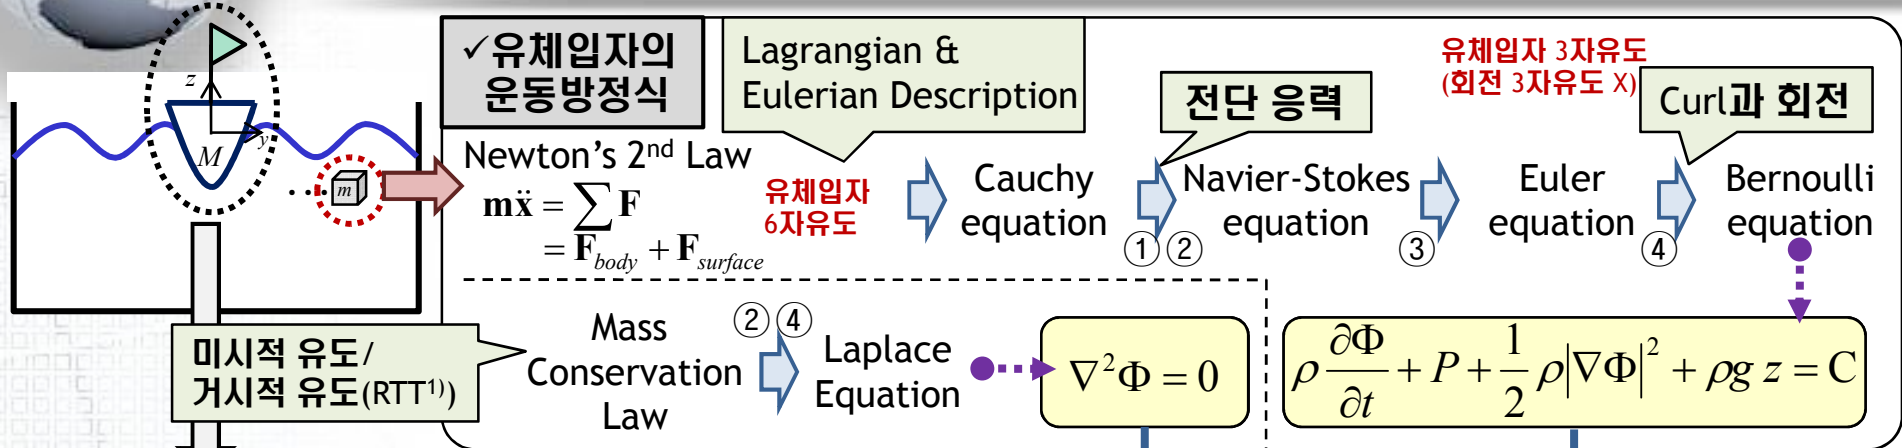 z
y
M
m
✓유체입자의
운동방정식
Lagrangian &
Eulerian Description
전단 응력
유체입자 3자유도
(회전 3자유도 X)
Curl과 회전
Newton's 2nd Law
mẍ = ∑F
= F_body + F_surface
유체입자
6자유도
Cauchy
equation
① ②
Navier-Stokes
equation
③
Euler
equation
④
Bernoulli
equation
미시적 유도/
거시적 유도(RTT1))
Mass
Conservation
Law
② ④
Laplace
Equation
∇²Φ = 0
ρ ∂Φ/∂t + P + 1/2 ρ|∇Φ|² + ρg z = C